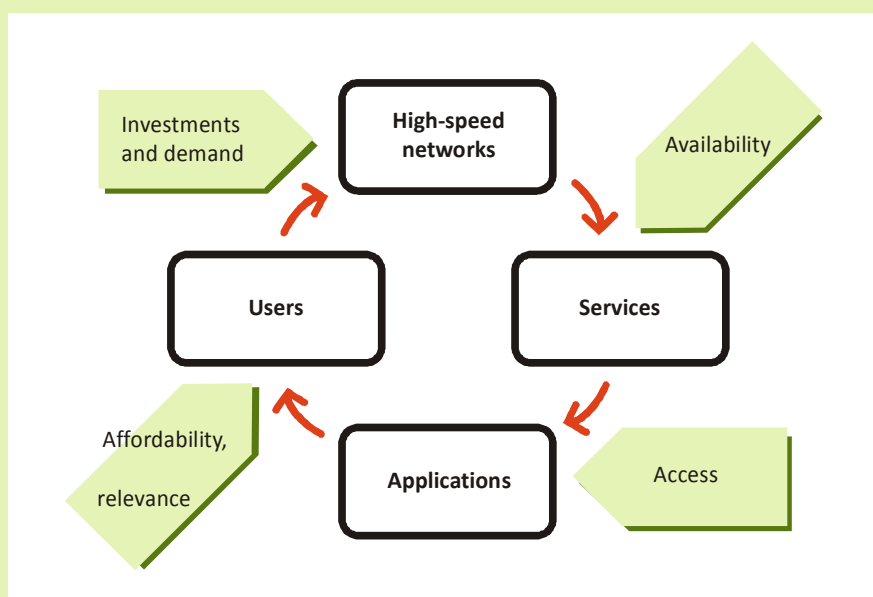 Investments
and demand
High-speed
networks
Availability
Users
Services
Affordability,
relevance
Applications
Access